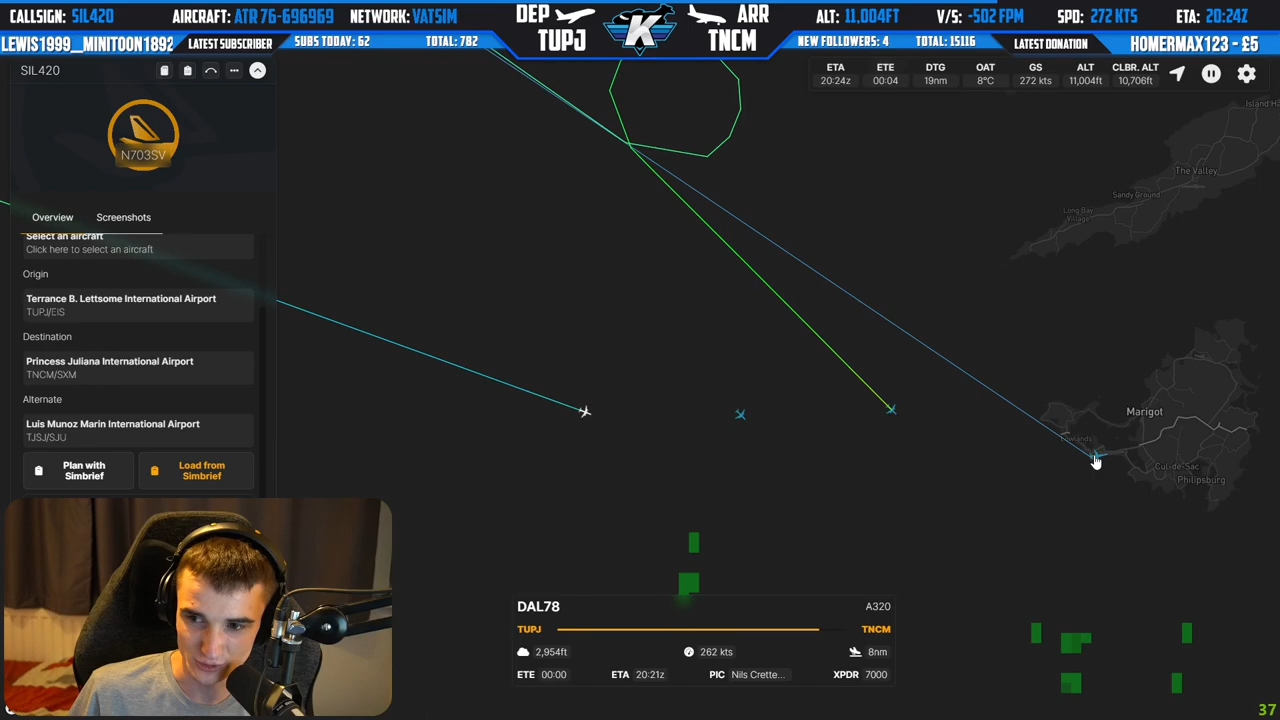 CALLSIGN: SIL420
AIRCRAFT: ATR 76-696969
NETWORK: VATSIM
DEP
TUPJ
K
ARR
TNCM
ALT: 11,004FT
V/S: -502 FPM
SPD: 272 KTS
ETA: 20:24Z
LEWIS1999__MINITOON1892
LATEST SUBSCRIBER
SUBS TODAY: 62
TOTAL: 782
NEW FOLLOWERS: 4
TOTAL: 15116
LATEST DONATION
HOMERMAX123 - £5
SIL420
ETA ETE DTG OAT GS ALT CLBR. ALT
20:24z 00:04 19nm 8°C 272 kts 11,004ft 10,706ft
N703SV
Overview
Screenshots
Select an aircraft
Click here to select an aircraft
Origin
Terrance B. Lettsome International Airport
TUPJ/EIS
Destination
Princess Juliana International Airport
TNCM/SXM
Alternate
Luis Munoz Marin International Airport
TJSJ/SJU
Plan with
Simbrief
Load from
Simbrief
Island Ha
The Valley
Sandy Ground
Long Bay
Village
Marigot
Lowlands
Cul-de-Sac
Philipsburg
DAL78
A320
TUPJ
TNCM
2,954ft
262 kts
8nm
ETE 00:00
ETA 20:21z
PIC Nils Crette...
XPDR 7000
37